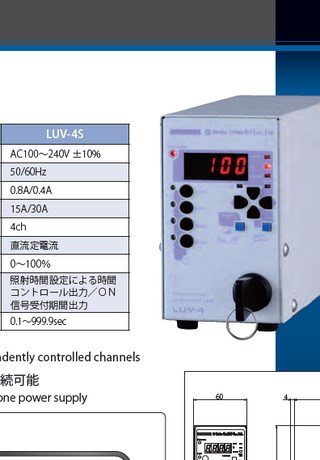 LUV-4S
AC100～240V ±10%
50/60Hz
0.8A/0.4A
15A/30A
4ch
直流定電流
0～100%
照射時間設定による時間
コントロール出力／ＯＮ
信号受付期間出力
0.1～999.9sec
100
LUV-4
dently controlled channels
続可能
one power supply
60
4